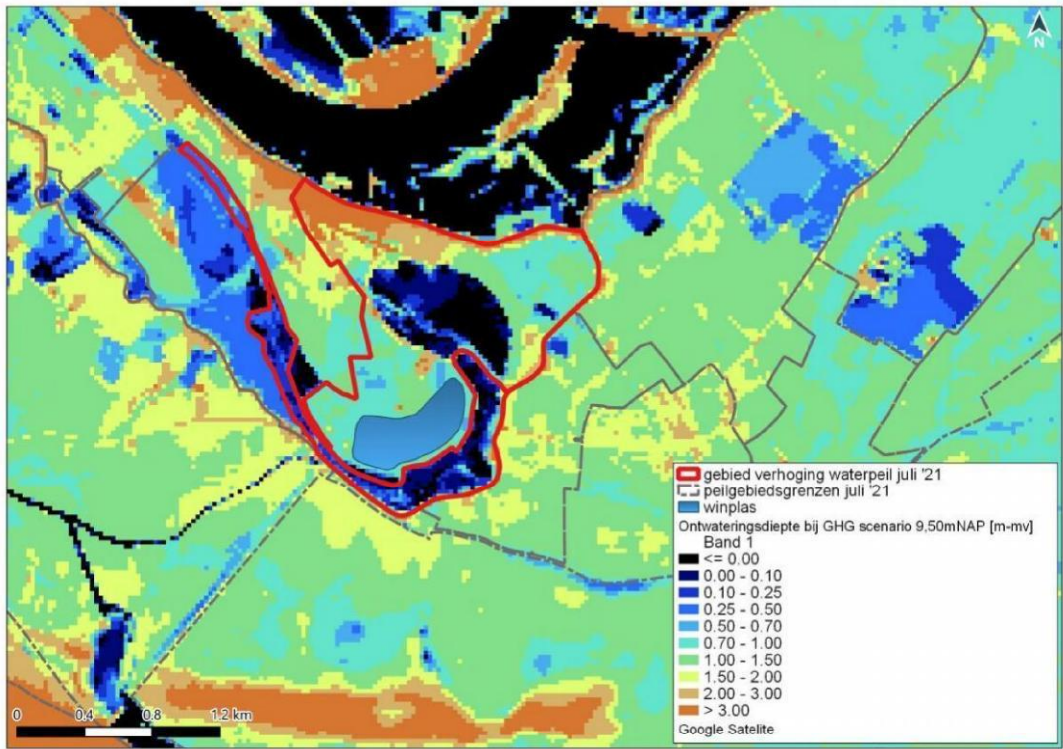 N
gebied verhoging waterpeil juli '21
peilgebiedsgrenzen juli '21
winplas
Ontwateringsdiepte bij GHG scenario 9,50mNAP [m-mv]
Band 1
<= 0.00
0.00 - 0.10
0.10 - 0.25
0.25 - 0.50
0.50 - 0.70
0.70 - 1.00
1.00 - 1.50
1.50 - 2.00
2.00 - 3.00
> 3.00
Google Satelite
0 0.4 0.8 1.2 km